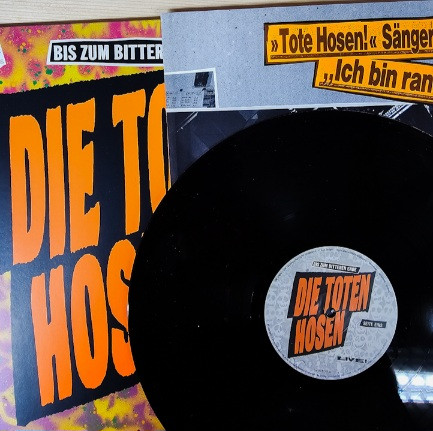 BIS ZUM BITTER
DIE TO
HOS
»Tote Hosen!« Sänger
„Ich bin ran
BIS ZUM BITTEREN ENDE
DIE TOTEN
HOSEN
LIVE!